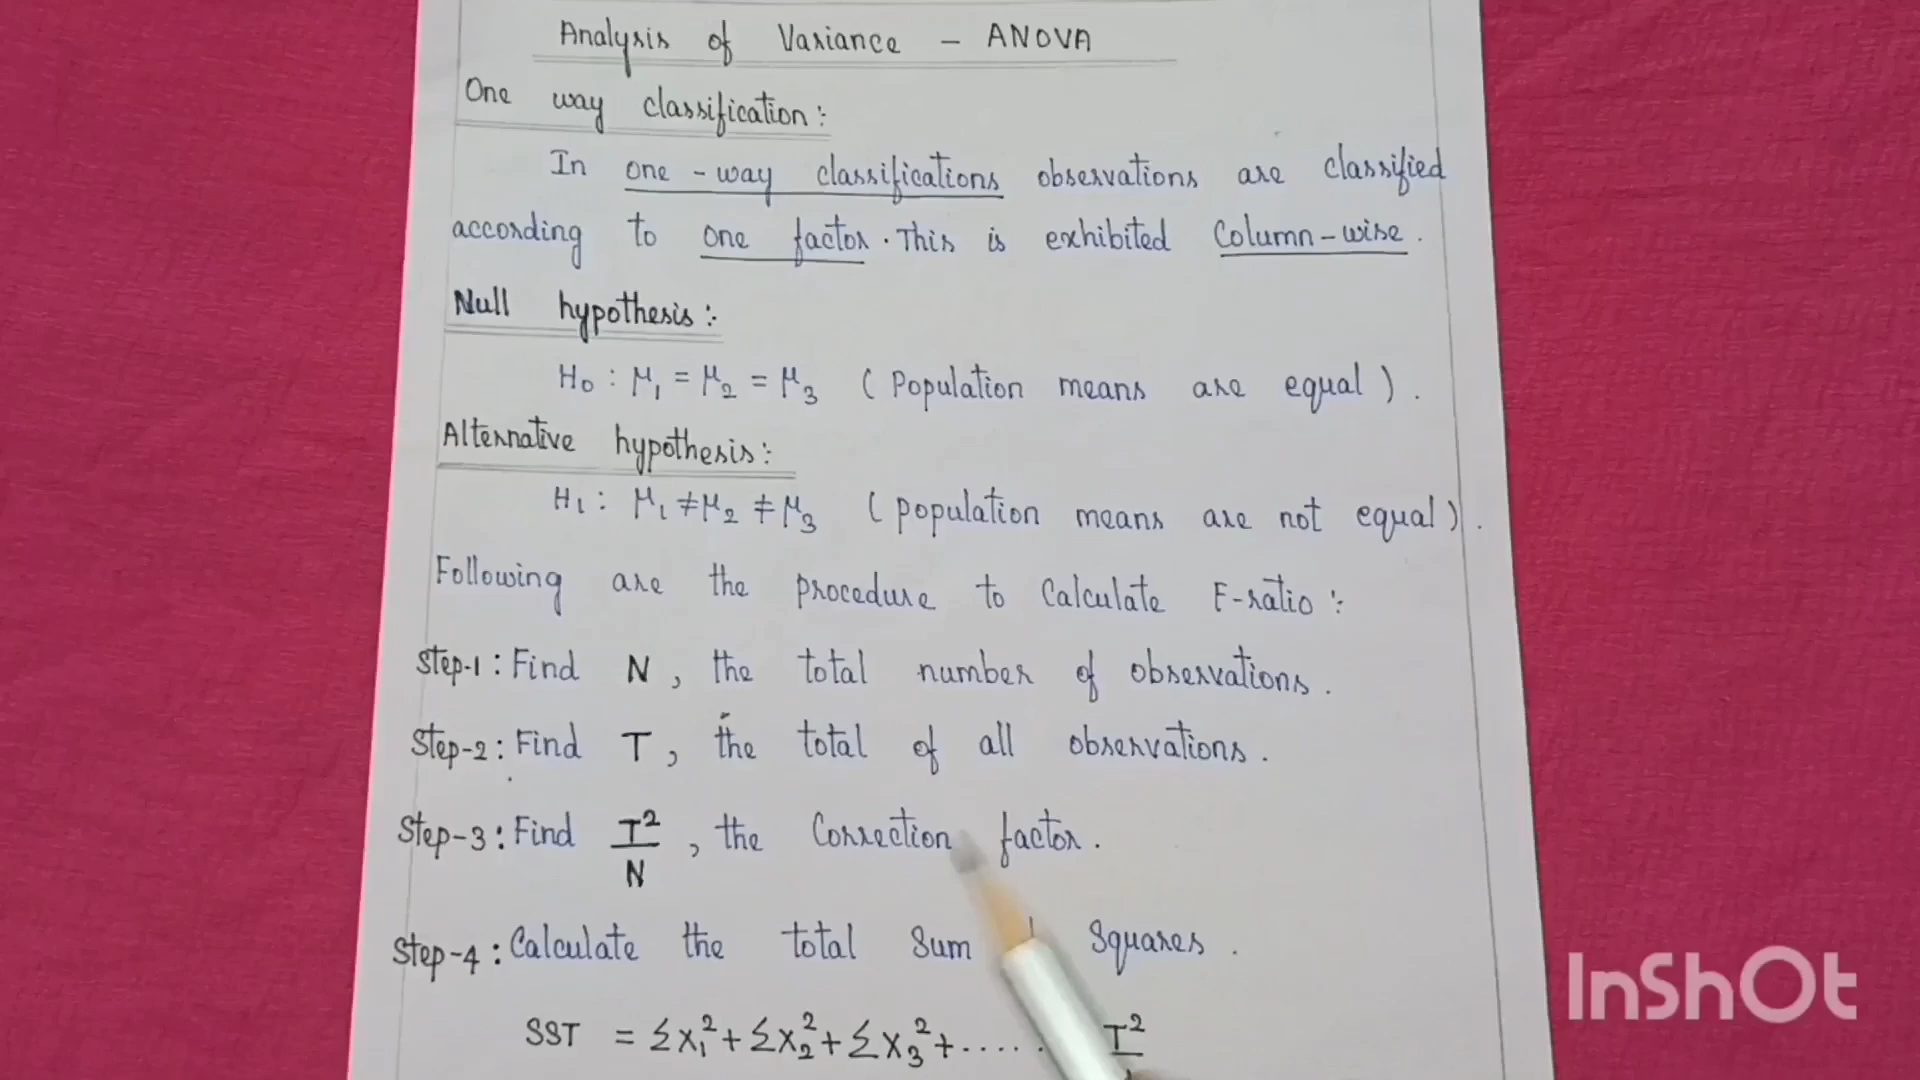 Analysis of Variance - ANOVA
One way classification:
In one-way classifications observations are classified
according to one factor. This is exhibited Column-wise.
Null hypothesis:
H₀ : μ₁ = μ₂ = μ₃ (Population means are equal).
Alternative hypothesis:
H₁ : μ₁ ≠ μ₂ ≠ μ₃ (population means are not equal).
Following are the procedure to Calculate F-ratio:
Step-1: Find N, the total number of observations.
Step-2: Find T, the total of all observations.
Step-3: Find T²/N, the Correction factor.
Step-4: Calculate the total Sum Squares.
SST = Σx₁² + Σx₂² + Σx₃² + ..... T²
InShOt